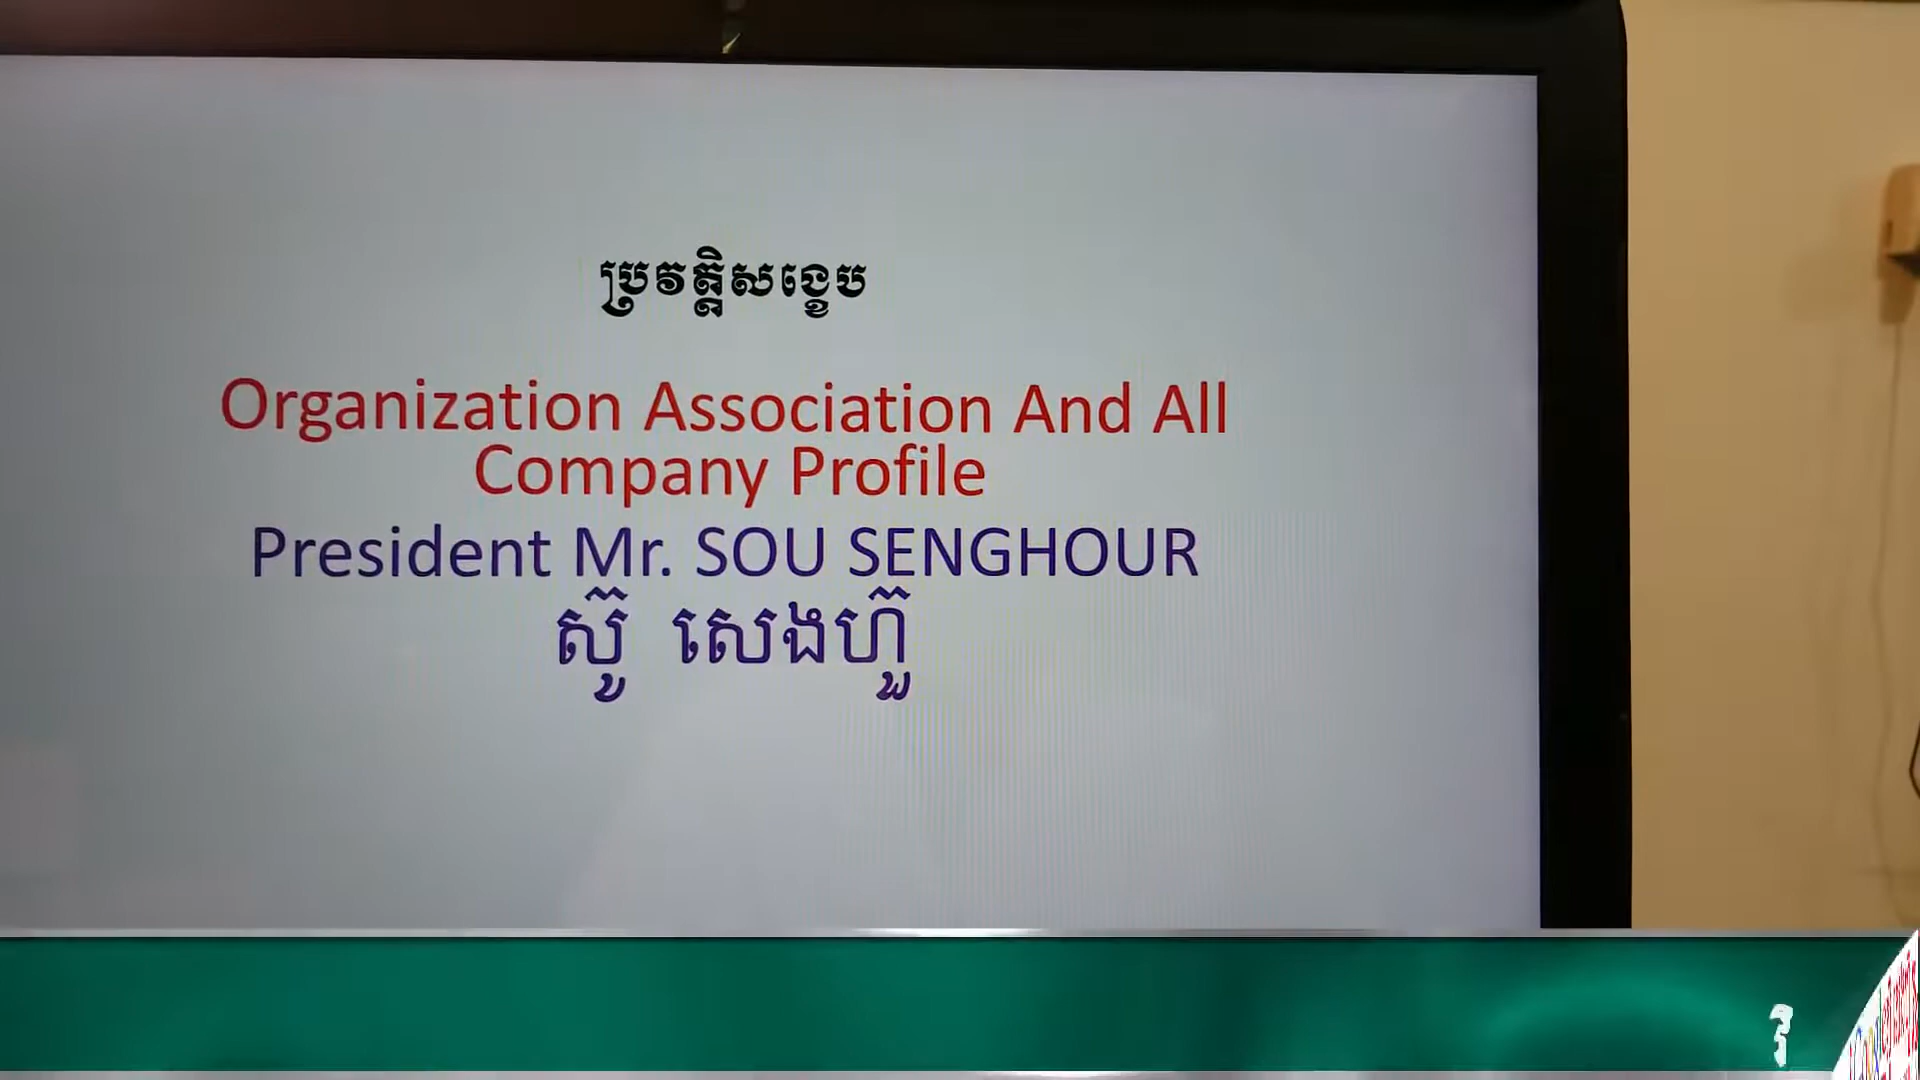 ប្រវត្តិសង្ខេប
Organization Association And All
Company Profile
President Mr. SOU SENGHOUR
ស៊ូ សេងហ៊ួ